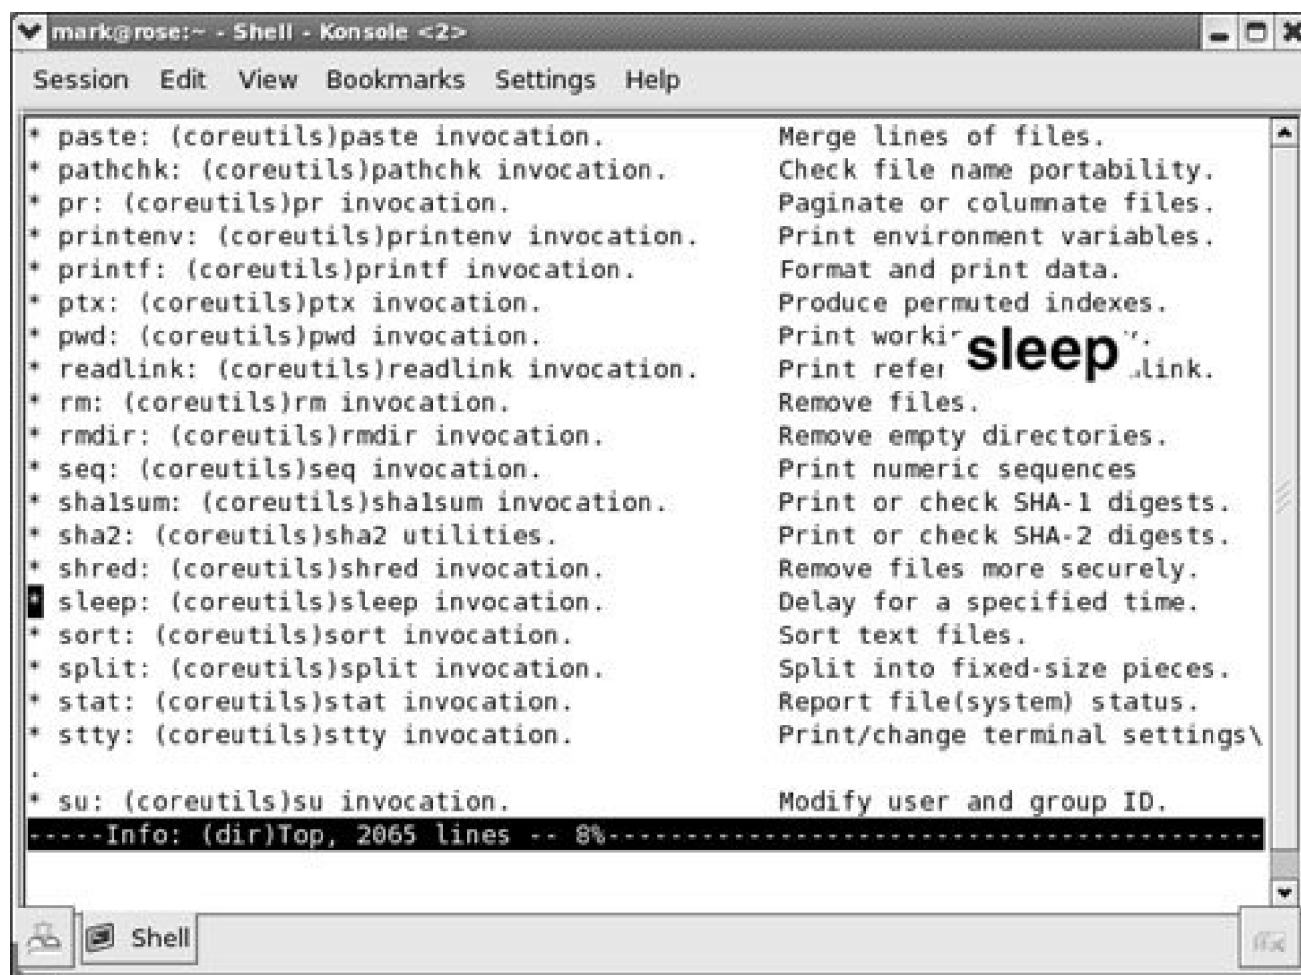 mark@rose:~ - Shell - Konsole <2>
Session Edit View Bookmarks Settings Help
* paste: (coreutils)paste invocation. Merge lines of files.
* pathchk: (coreutils)pathchk invocation. Check file name portability.
* pr: (coreutils)pr invocation. Paginate or columnate files.
* printenv: (coreutils)printenv invocation. Print environment variables.
* printf: (coreutils)printf invocation. Format and print data.
* ptx: (coreutils)ptx invocation. Produce permuted indexes.
* pwd: (coreutils)pwd invocation. Print
sleep
* readlink: (coreutils)readlink invocation. Print
* rm: (coreutils)rm invocation. Remove files.
* rmdir: (coreutils)rmdir invocation. Remove empty directories.
* seq: (coreutils)seq invocation. Print numeric sequences
* sha1sum: (coreutils)sha1sum invocation. Print or check SHA-1 digests.
* sha2: (coreutils)sha2 utilities. Print or check SHA-2 digests.
* shred: (coreutils)shred invocation. Remove files more securely.
* sleep: (coreutils)sleep invocation. Delay for a specified time.
* sort: (coreutils)sort invocation. Sort text files.
* split: (coreutils)split invocation. Split into fixed-size pieces.
* stat: (coreutils)stat invocation. Report file(system) status.
* stty: (coreutils)stty invocation. Print/change terminal settings\
.
* su: (coreutils)su invocation. Modify user and group ID.
-----Info: (dir)Top, 2065 lines -- 8%------------------------------------------
Shell